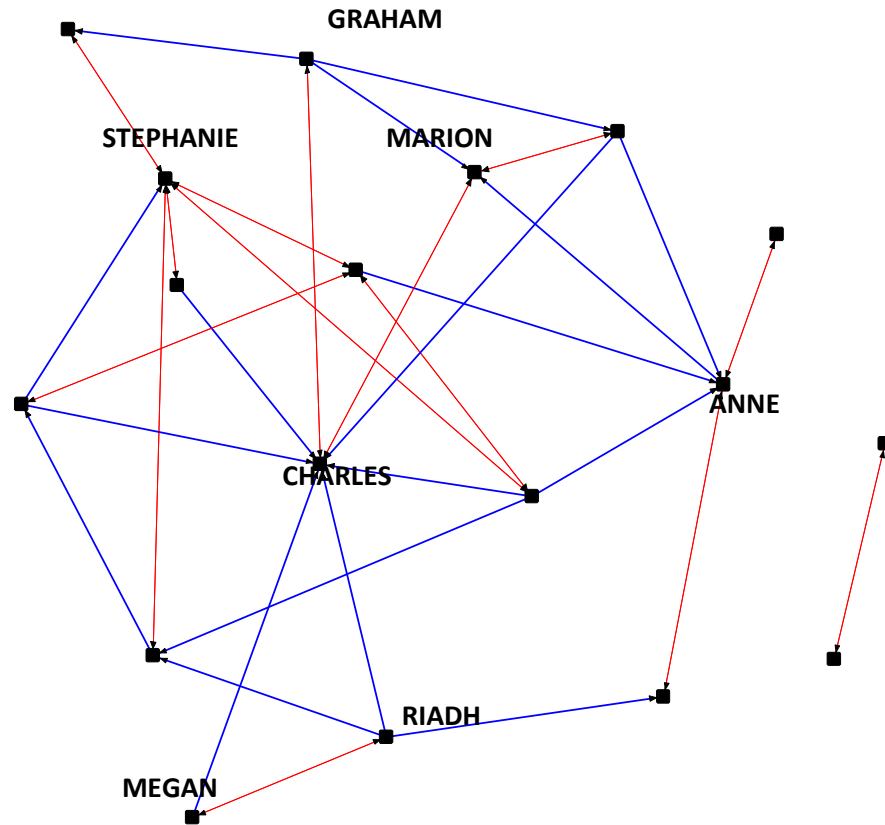 GRAHAM
STEPHANIE
MARION
ANNE
CHARLES
RIADH
MEGAN